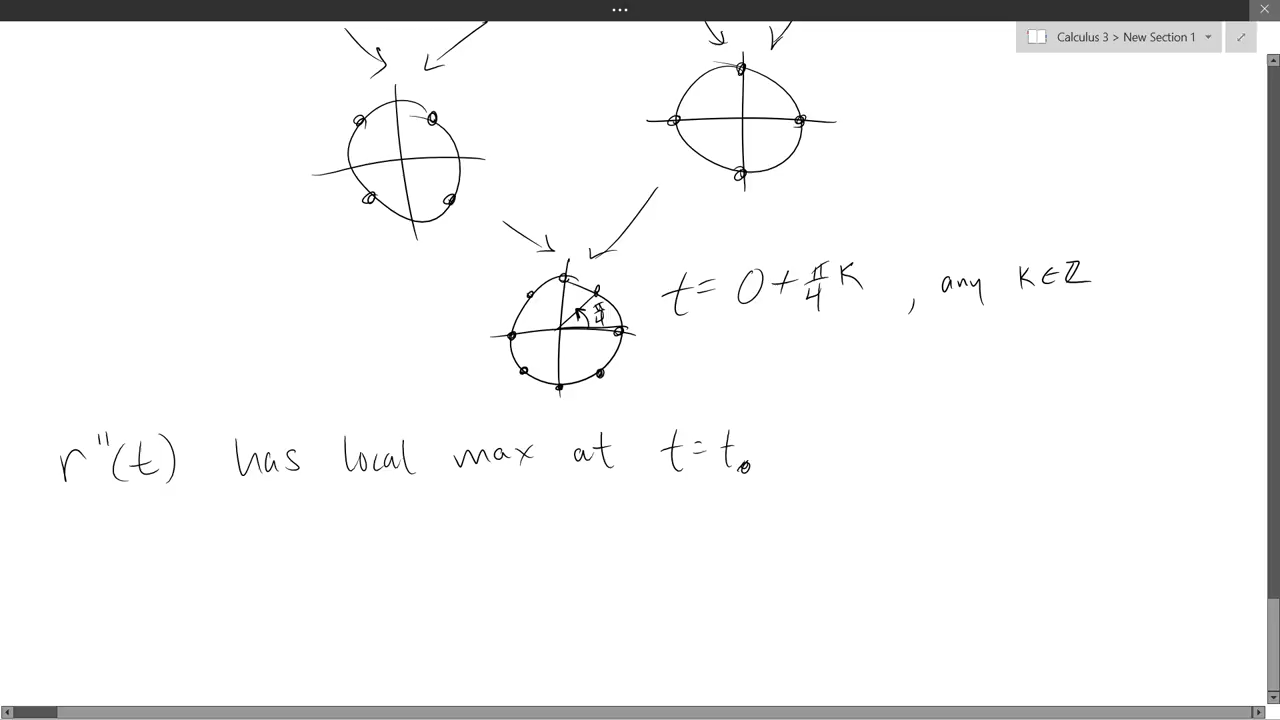 Calculus 3 > New Section 1
t = 0 + π/4 K , any K ∈ ℤ
π/4
r''(t) has local max at t = t₀